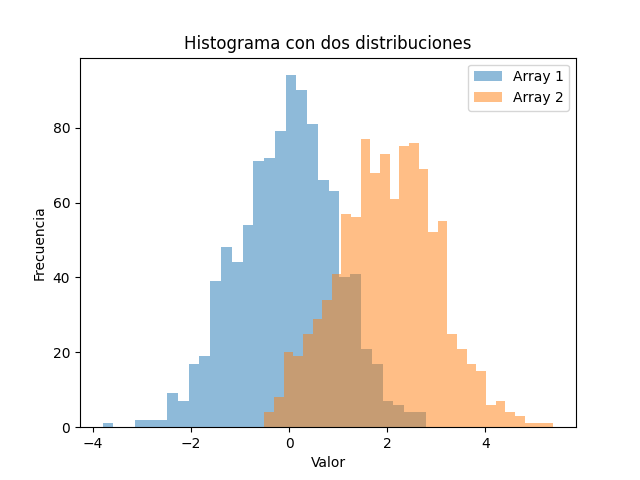 Histograma con dos distribuciones
Array 1
Array 2
Frecuencia
80
60
40
20
0
−4
−2
0
2
4
Valor